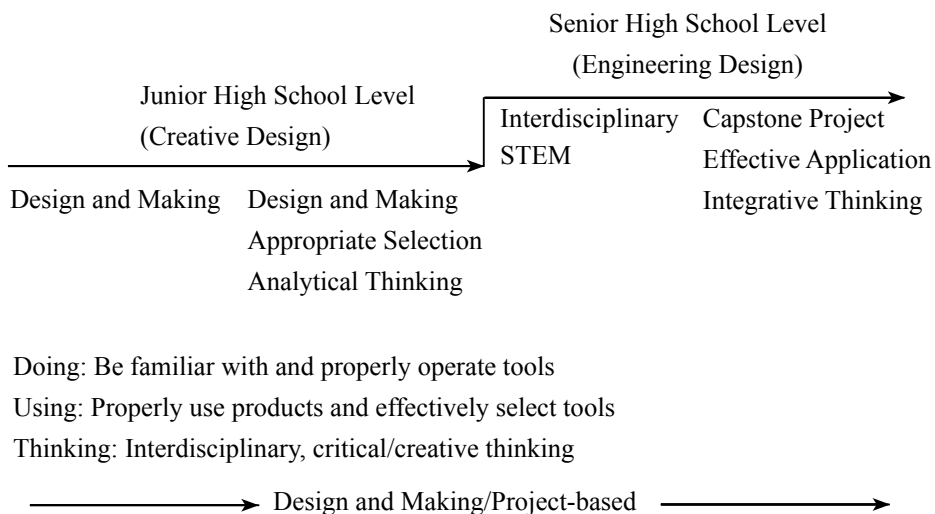 Senior High School Level
(Engineering Design)
Junior High School Level
(Creative Design)
Interdisciplinary
STEM
Capstone Project
Effective Application
Integrative Thinking
Design and Making
Design and Making
Appropriate Selection
Analytical Thinking
Doing: Be familiar with and properly operate tools
Using: Properly use products and effectively select tools
Thinking: Interdisciplinary, critical/creative thinking
Design and Making/Project-based